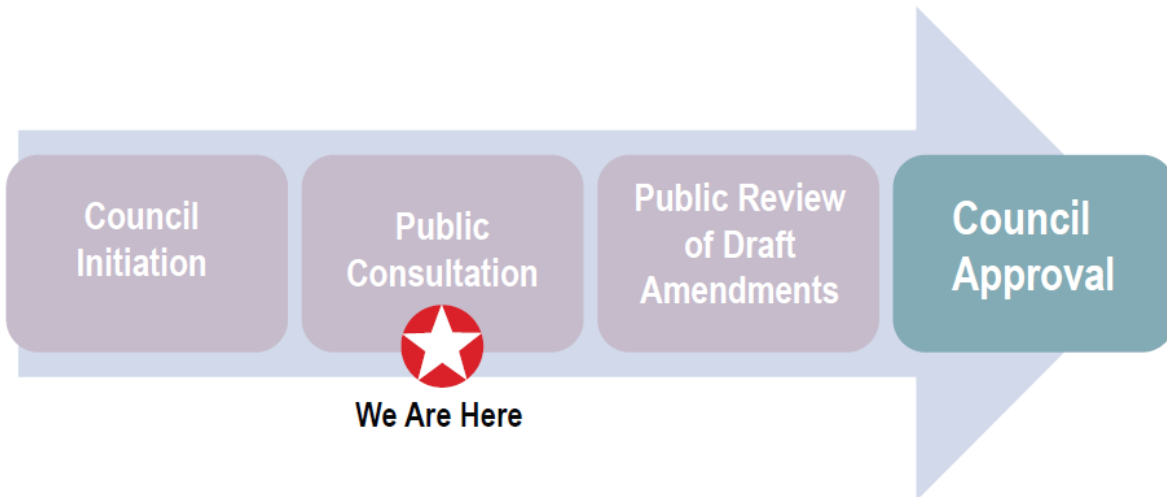 Council
Initiation
Public
Consultation
Public Review
of Draft
Amendments
Council
Approval
We Are Here